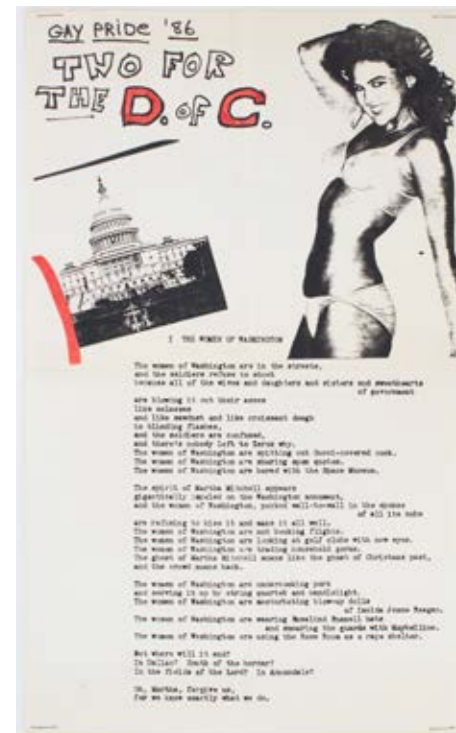 GAY PRIDE '86
TWO FOR
THE D. OF C.
I THE WOMEN OF WASHINGTON
The women of Washington are in the streets,
and the soldiers refuse to shoot
because all of the wives and daughters and sisters and sweethearts
of government
are blowing it out their asses
like molasses
and like sawdust and like croissant dough
to blinding flashes,
and the soldiers are confused,
and there's nobody left to Xerox why.
The women of Washington are spitting out Gucci-covered cock.
The women of Washington are sharing spam quotes.
The women of Washington are bored with the Space Museum.
The spirit of Martha Mitchell appears
gigantically impaled on the Washington monument,
and the women of Washington, packed wall-to-wall in the spokes
of all its hubs
are refusing to kiss it and make it all well.
The women of Washington are not booking flights.
The women of Washington are looking at golf clubs with new eyes.
The women of Washington are trading household germs.
The ghost of Martha Mitchell moans like the ghost of Christmas past,
and the crowd moans back.
The women of Washington are undercooking pork
and serving it up by string quartet and candlelight.
The women of Washington are masturbating blow-up dolls
of inside Jeane Reagan.
The women of Washington are wearing Rosalind Russell hats
and smearing the guards with Maybelline.
The women of Washington are using the Rose Room as a rape shelter.
But where will it end?
In Dallas? South of the border?
In the fields of the Lord? In Annandale?
Oh, Martha, forgive us,
for we know exactly what we do.